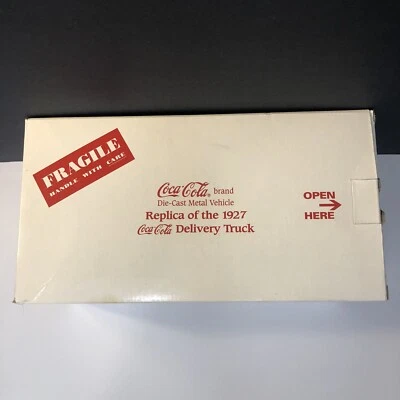 FRAGILE
HANDLE WITH CARE
Coca-Cola® brand
Die-Cast Metal Vehicle
Replica of the 1927
Coca-Cola Delivery Truck
OPEN
HERE